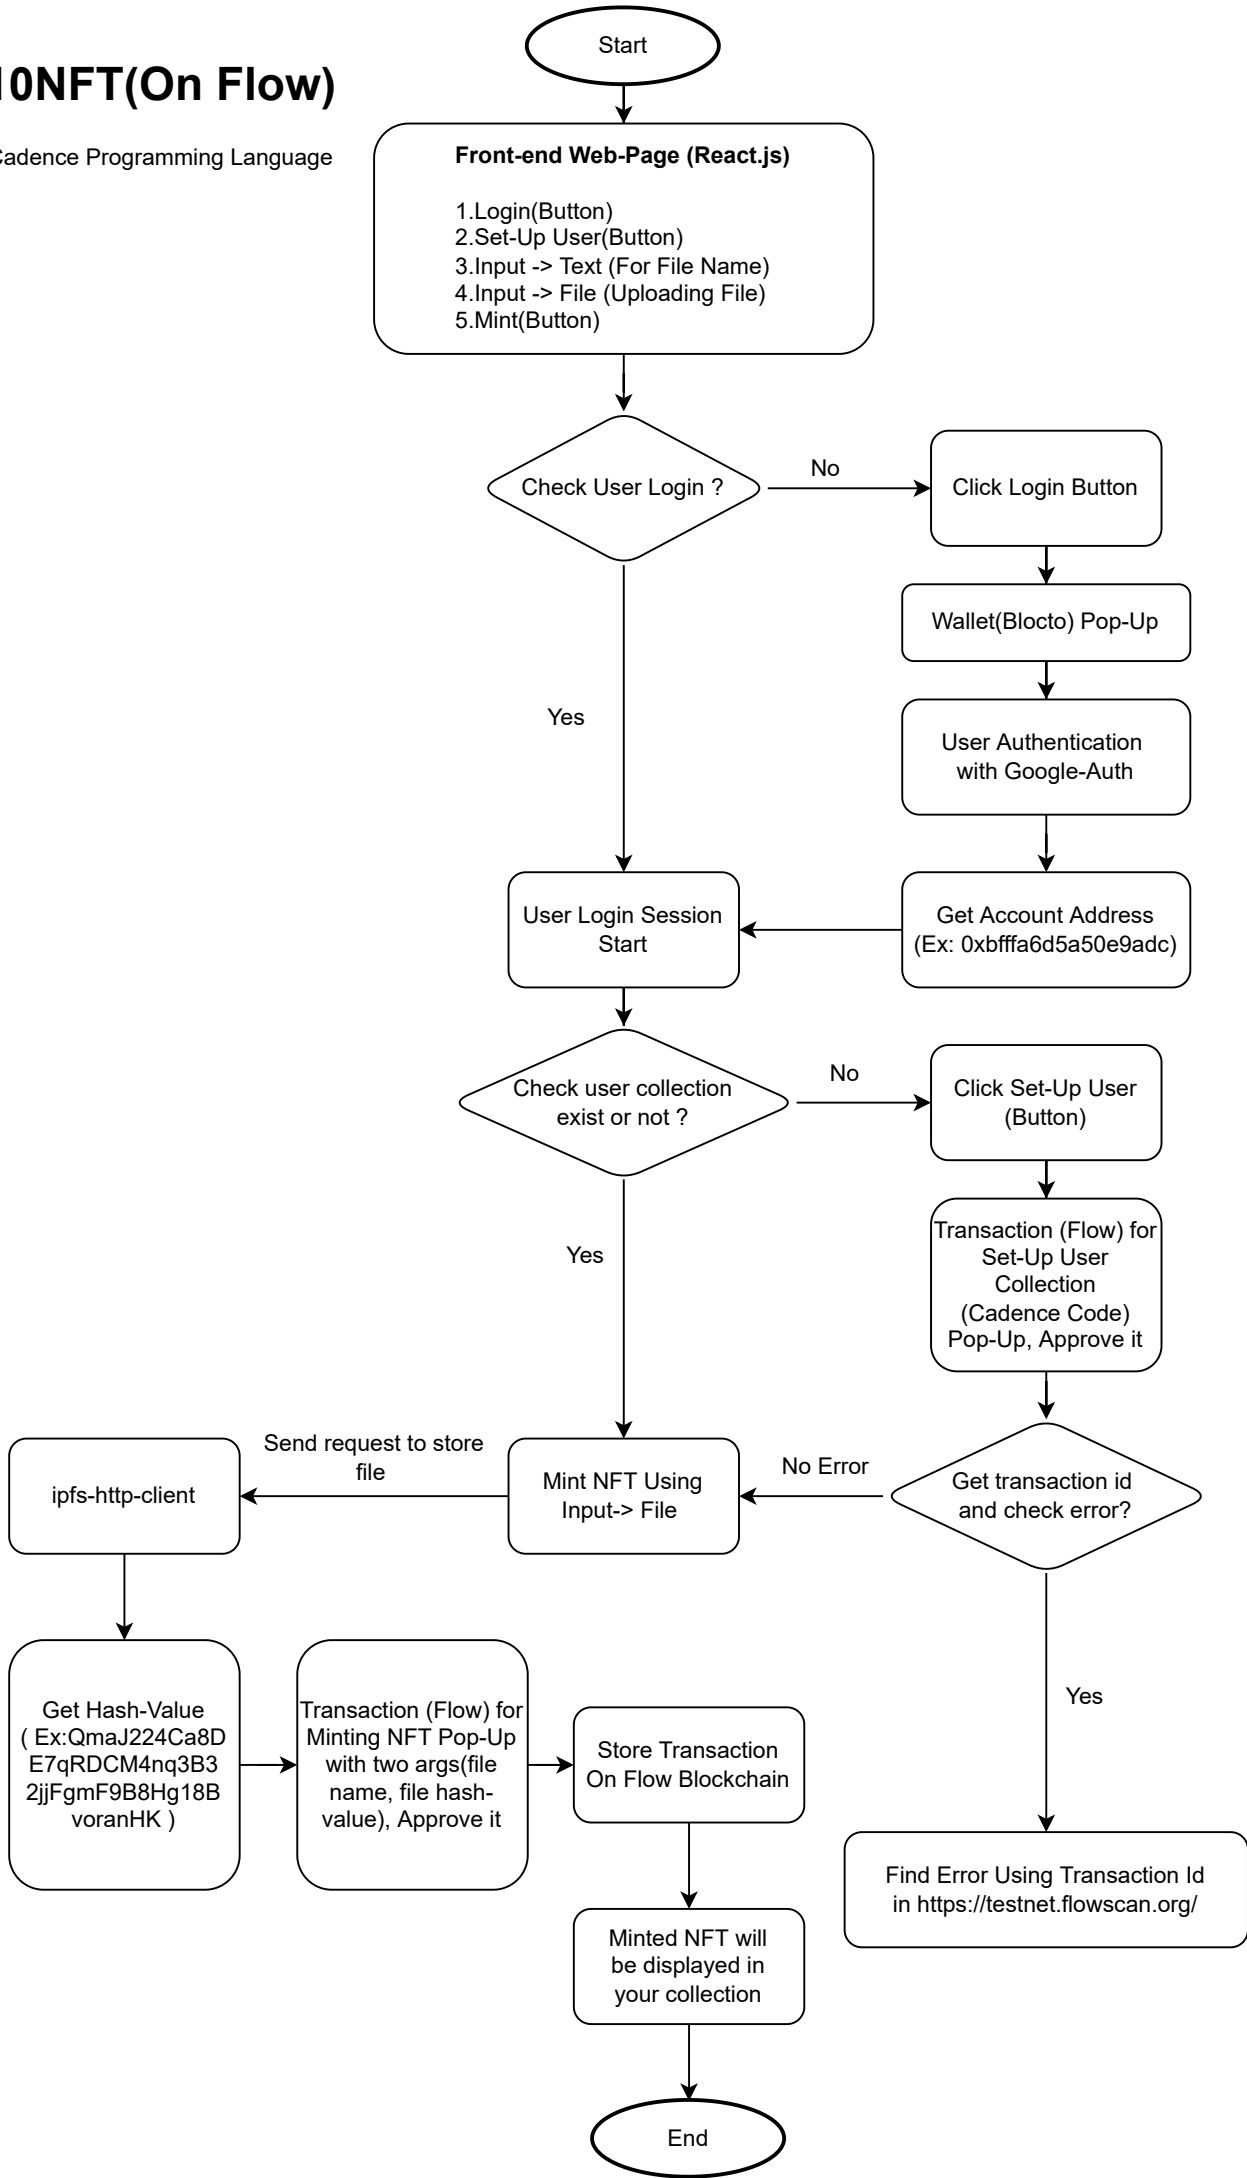 Start
10NFT(On Flow)
Cadence Programming Language
Front-end Web-Page (React.js)
1.Login(Button)
2.Set-Up User(Button)
3.Input -> Text (For File Name)
4.Input -> File (Uploading File)
5.Mint(Button)
Check User Login ?
No
Click Login Button
Wallet(Blocto) Pop-Up
Yes
User Authentication
with Google-Auth
User Login Session
Start
Get Account Address
(Ex: 0xbfffa6d5a50e9adc)
Check user collection
exist or not ?
No
Click Set-Up User
(Button)
Yes
Transaction (Flow) for
Set-Up User
Collection
(Cadence Code)
Pop-Up, Approve it
Send request to store
file
ipfs-http-client
Mint NFT Using
Input-> File
No Error
Get transaction id
and check error?
Yes
Get Hash-Value
( Ex:QmaJ224Ca8D
E7qRDCM4nq3B3
2jjFgmF9B8Hg18B
voranHK )
Transaction (Flow) for
Minting NFT Pop-Up
with two args(file
name, file hash-
value), Approve it
Store Transaction
On Flow Blockchain
Find Error Using Transaction Id
in https://testnet.flowscan.org/
Minted NFT will
be displayed in
your collection
End